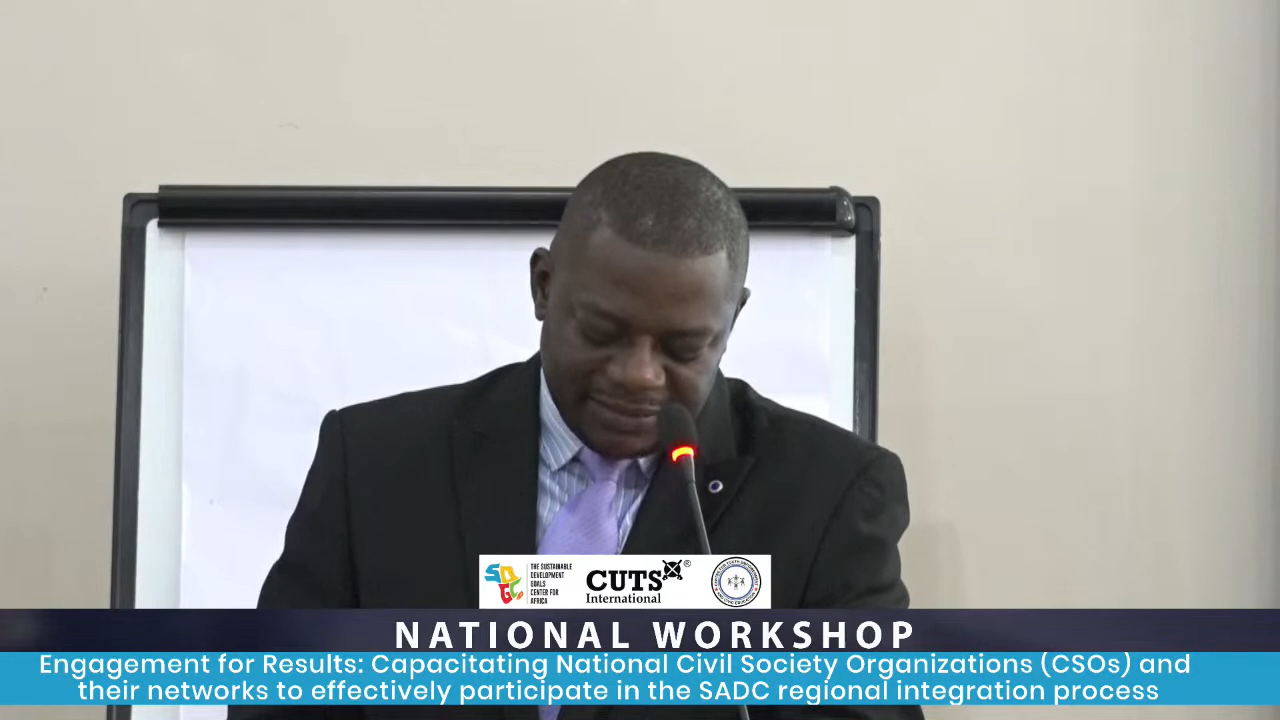 THE SUSTAINABLE
DEVELOPMENT
GOALS
CENTER FOR
AFRICA
CUTS®
International
NATIONAL WORKSHOP
Engagement for Results: Capacitating National Civil Society Organizations (CSOs) and
their networks to effectively participate in the SADC regional integration process